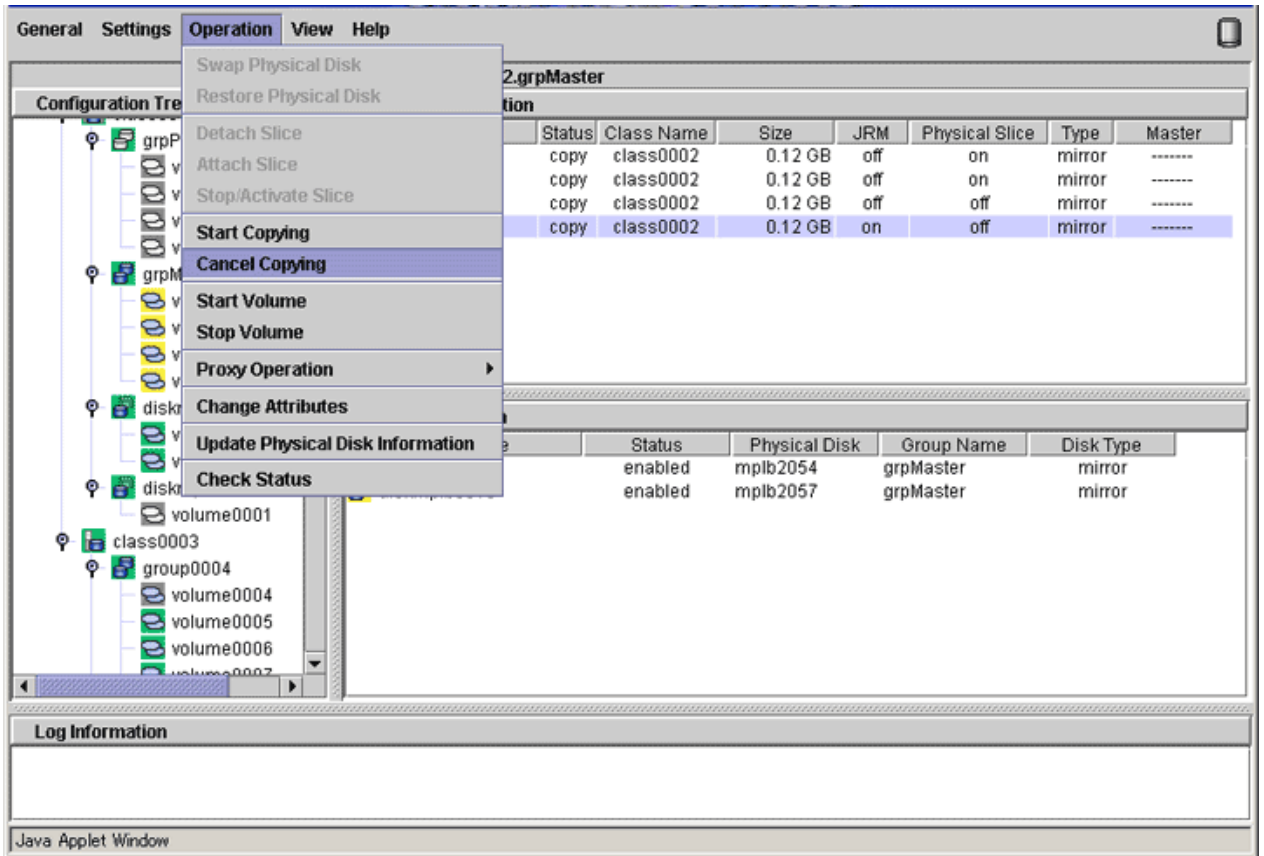 General Settings Operation View Help
Swap Physical Disk
Restore Physical Disk
Detach Slice
Attach Slice
Stop/Activate Slice
Start Copying
Cancel Copying
Start Volume
Stop Volume
Proxy Operation
Change Attributes
Update Physical Disk Information
Check Status
2.grpMaster
Configuration Tre
tion
grpP
v
v
v
v
grpM
v
v
v
v
diskr
v
v
diskr
volume0001
class0003
group0004
volume0004
volume0005
volume0006
volume0007
Status Class Name Size JRM Physical Slice Type Master
copy class0002 0.12 GB off on mirror -------
copy class0002 0.12 GB off on mirror -------
copy class0002 0.12 GB off off mirror -------
copy class0002 0.12 GB on off mirror -------
Status Physical Disk Group Name Disk Type
enabled mplb2054 grpMaster mirror
enabled mplb2057 grpMaster mirror
Log Information
Java Applet Window